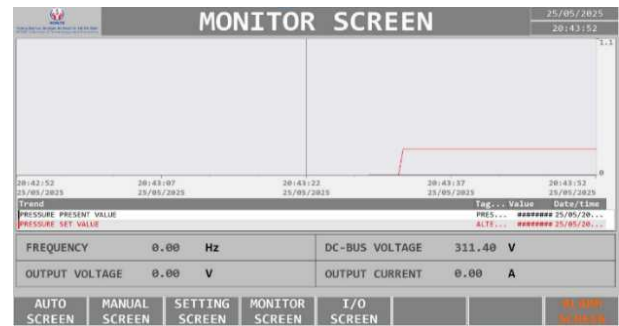 MONITOR SCREEN
25/05/2025
20:43:52
1.1
0
20:42:52 20:43:07 20:43:22 20:43:37 20:43:52
25/05/2025 25/05/2025 25/05/2025 25/05/2025 25/05/2025
Trend Tag... Value Date/time
PRESSURE PRESENT VALUE PRES... ######## 25/05/20...
PRESSURE SET VALUE ALTE... ######## 25/05/20...
FREQUENCY 0.00 Hz DC-BUS VOLTAGE 311.40 V
OUTPUT VOLTAGE 0.00 V OUTPUT CURRENT 0.00 A
AUTO MANUAL SETTING MONITOR I/O ALARM
SCREEN SCREEN SCREEN SCREEN SCREEN SCREEN